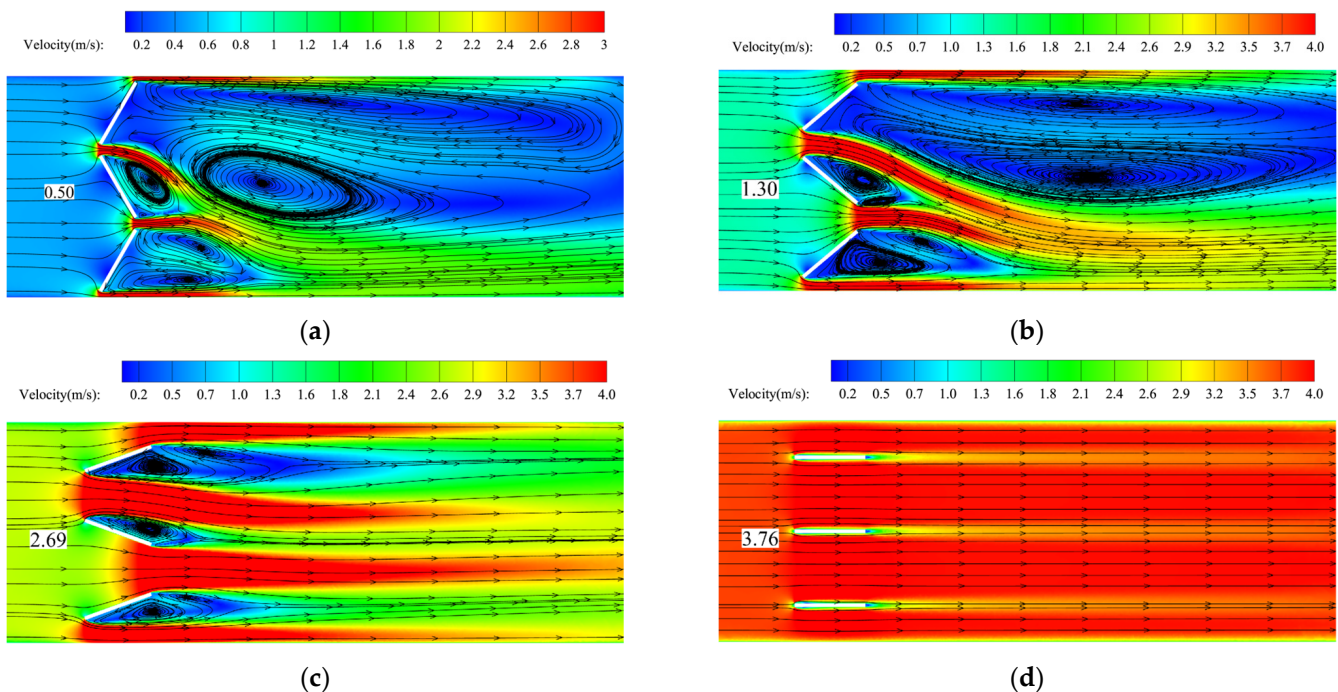 Velocity(m/s): 0.2 0.4 0.6 0.8 1 1.2 1.4 1.6 1.8 2 2.2 2.4 2.6 2.8 3
0.50
(a)
Velocity(m/s): 0.2 0.5 0.7 1.0 1.3 1.6 1.8 2.1 2.4 2.6 2.9 3.2 3.5 3.7 4.0
1.30
(b)
Velocity(m/s): 0.2 0.5 0.7 1.0 1.3 1.6 1.8 2.1 2.4 2.6 2.9 3.2 3.5 3.7 4.0
2.69
(c)
Velocity(m/s): 0.2 0.5 0.7 1.0 1.3 1.6 1.8 2.1 2.4 2.6 2.9 3.2 3.5 3.7 4.0
3.76
(d)